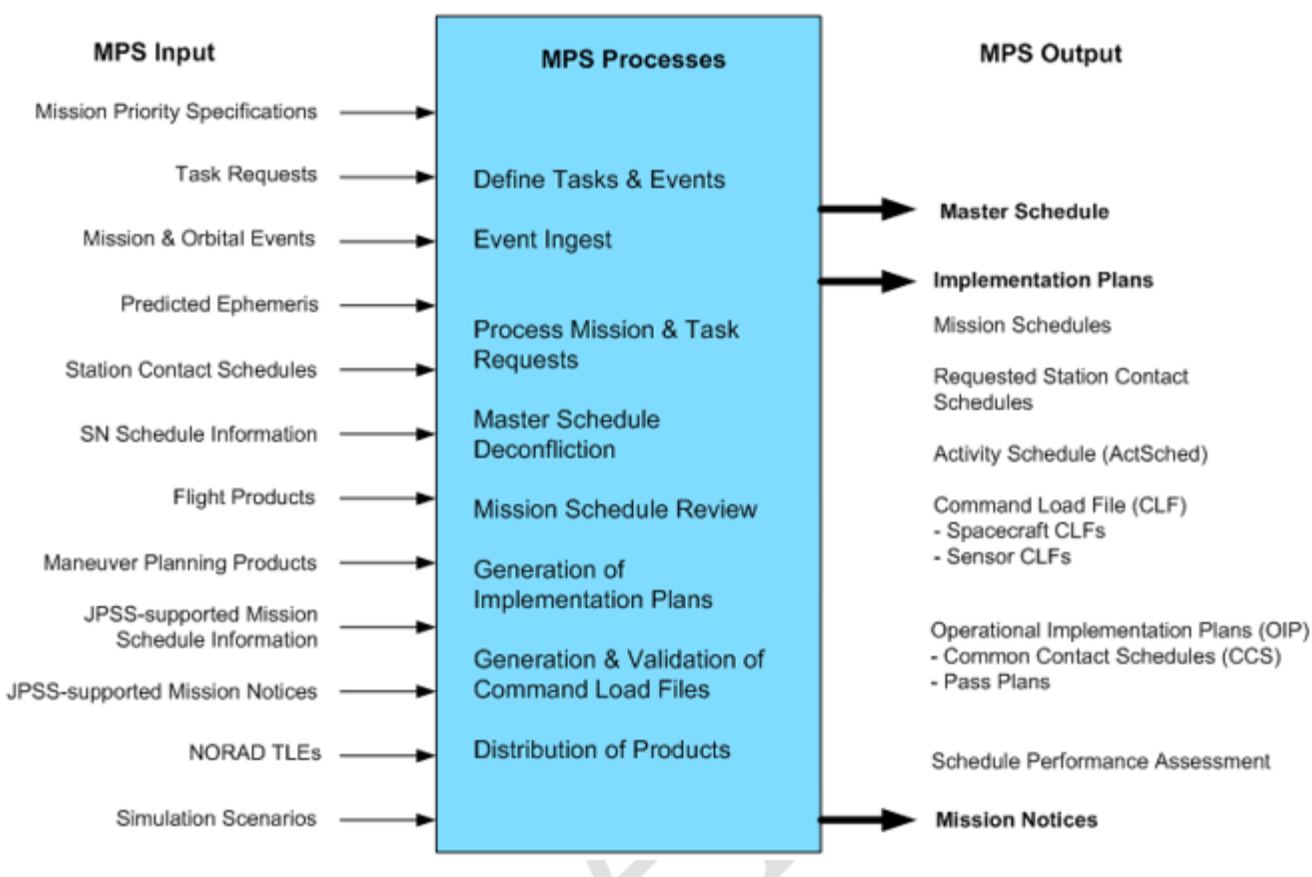 MPS Input
Mission Priority Specifications
Task Requests
Mission & Orbital Events
Predicted Ephemeris
Station Contact Schedules
SN Schedule Information
Flight Products
Maneuver Planning Products
JPSS-supported Mission
Schedule Information
JPSS-supported Mission Notices
NORAD TLEs
Simulation Scenarios
MPS Processes
Define Tasks & Events
Event Ingest
Process Mission & Task
Requests
Master Schedule
Deconfliction
Mission Schedule Review
Generation of
Implementation Plans
Generation & Validation of
Command Load Files
Distribution of Products
MPS Output
Master Schedule
Implementation Plans
Mission Schedules
Requested Station Contact
Schedules
Activity Schedule (ActSched)
Command Load File (CLF)
- Spacecraft CLFs
- Sensor CLFs
Operational Implementation Plans (OIP)
- Common Contact Schedules (CCS)
- Pass Plans
Schedule Performance Assessment
Mission Notices